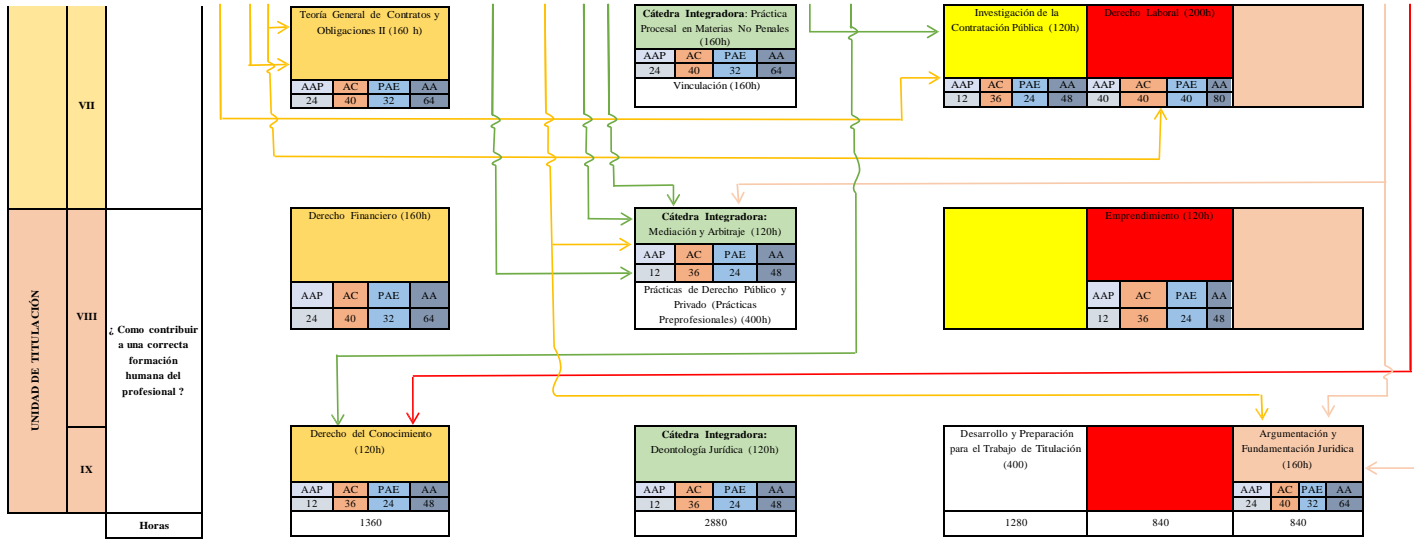 Teoría General de Contratos y
Obligaciones II (160 h)
AAP AC PAE AA
24 40 32 64
Cátedra Integradora: Práctica
Procesal en Materias No Penales
(160h)
AAP AC PAE AA
24 40 32 64
Vinculación (160h)
Investigación de la
Contratación Pública (120h)
AAP AC PAE AA
12 36 24 48
Derecho Laboral (200h)
AAP AC PAE AA
40 40 40 80
VII
UNIDAD DE TITULACIÓN
VIII
¿ Como contribuir
a una correcta
formación
humana del
profesional ?
Derecho Financiero (160h)
AAP AC PAE AA
24 40 32 64
Cátedra Integradora:
Mediación y Arbitraje (120h)
AAP AC PAE AA
12 36 24 48
Prácticas de Derecho Público y
Privado (Prácticas
Preprofesionales) (400h)
Emprendimiento (120h)
AAP AC PAE AA
12 36 24 48
IX
Derecho del Conocimiento
(120h)
AAP AC PAE AA
12 36 24 48
Cátedra Integradora:
Deontología Jurídica (120h)
AAP AC PAE AA
12 36 24 48
Desarrollo y Preparación
para el Trabajo de Titulación
(400)
Argumentación y
Fundamentación Juridica
(160h)
AAP AC PAE AA
24 40 32 64
Horas
1360
2880
1280
840
840